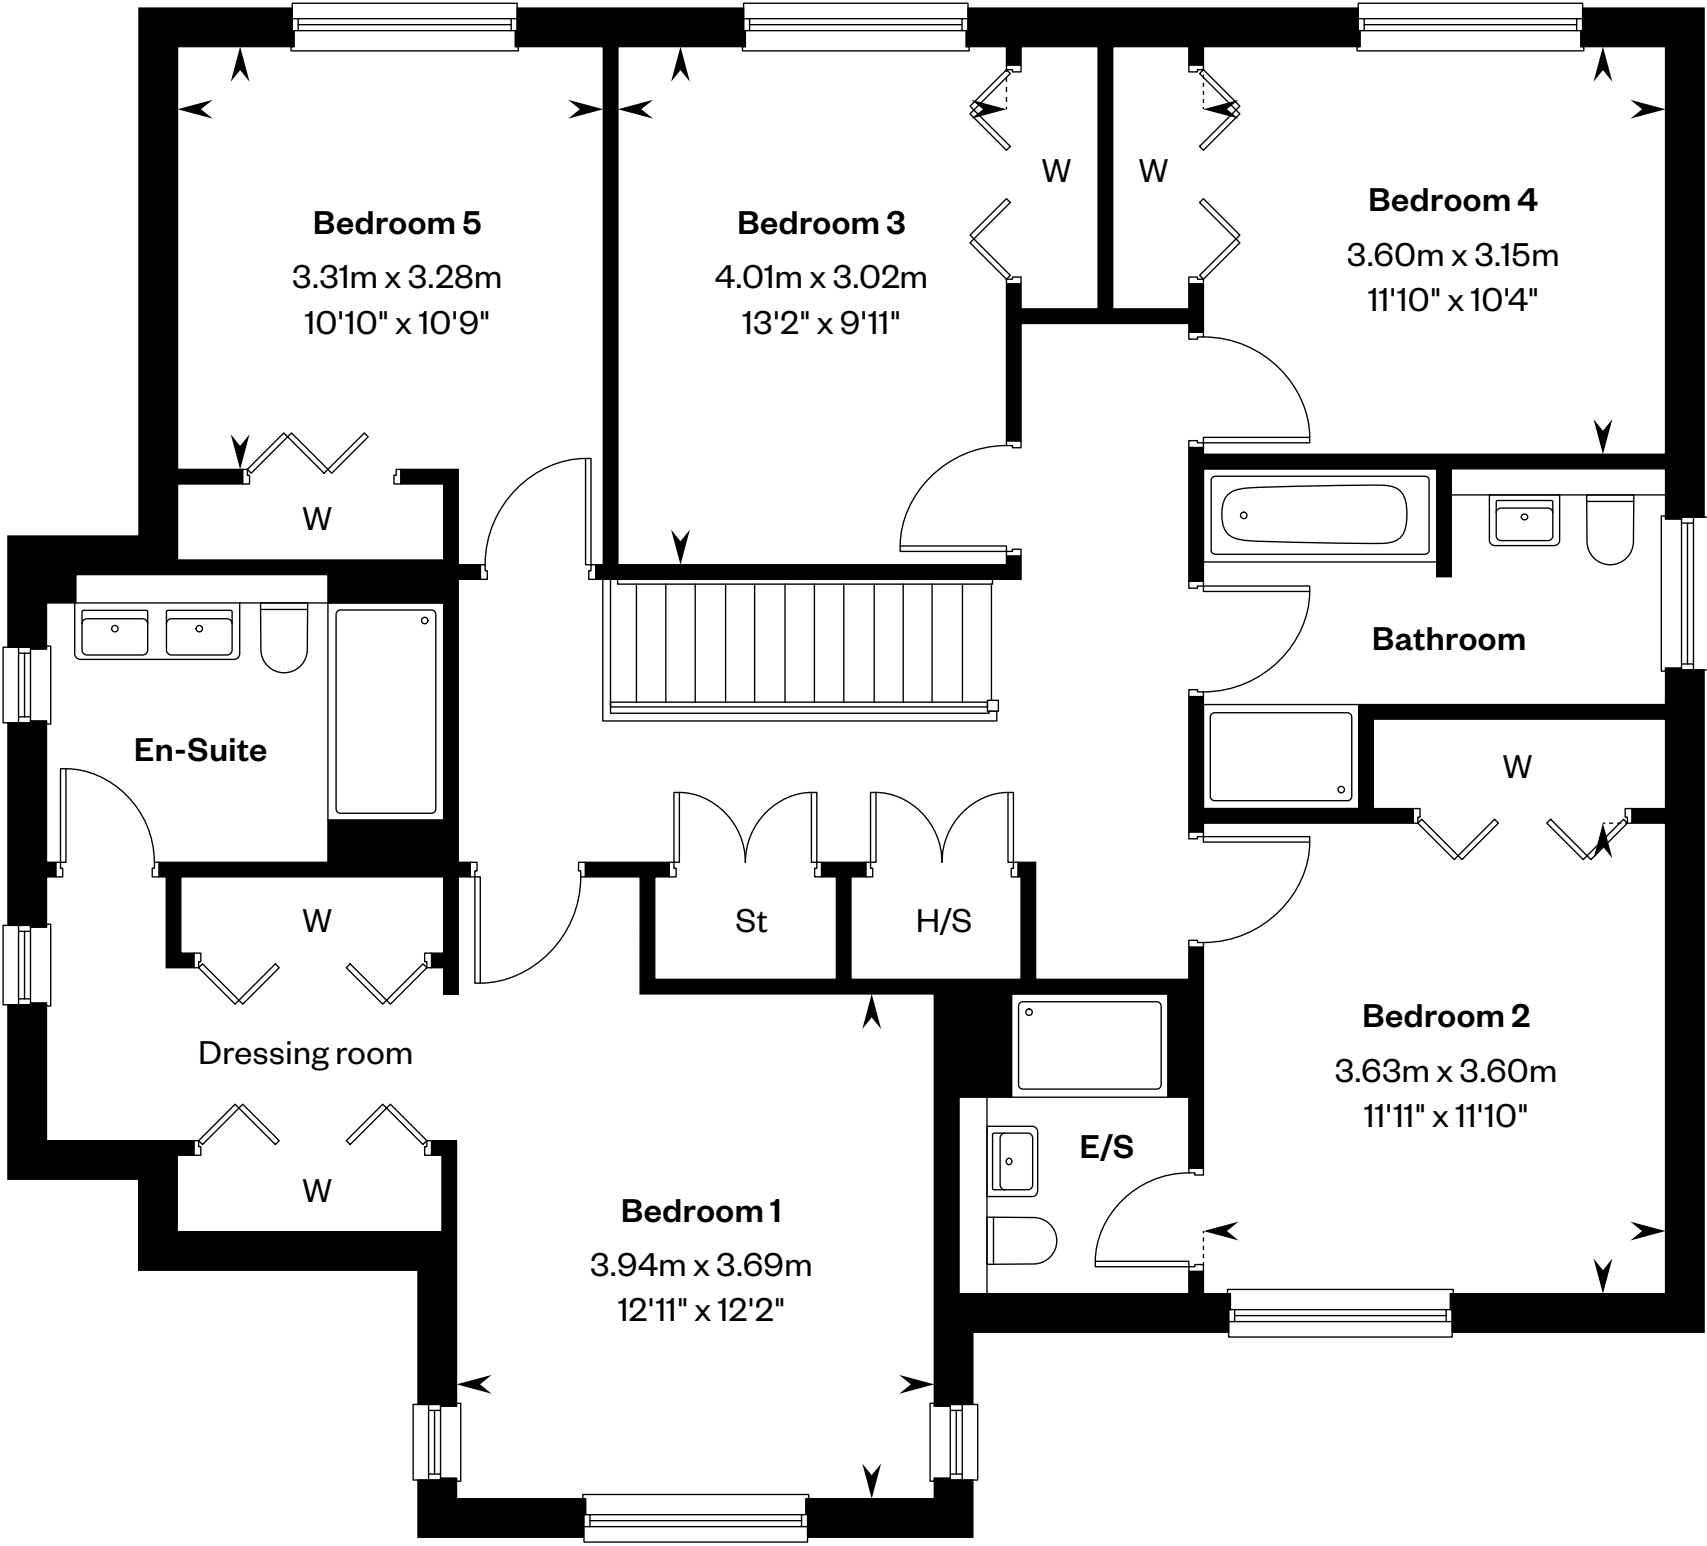 W
W
Bedroom 5
3.31m x 3.28m
10'10" x 10'9"
Bedroom 3
4.01m x 3.02m
13'2" x 9'11"
Bedroom 4
3.60m x 3.15m
11'10" x 10'4"
W
Bathroom
En-Suite
W
W
St
H/S
Dressing room
Bedroom 2
3.63m x 3.60m
11'11" x 11'10"
E/S
W
Bedroom 1
3.94m x 3.69m
12'11" x 12'2"